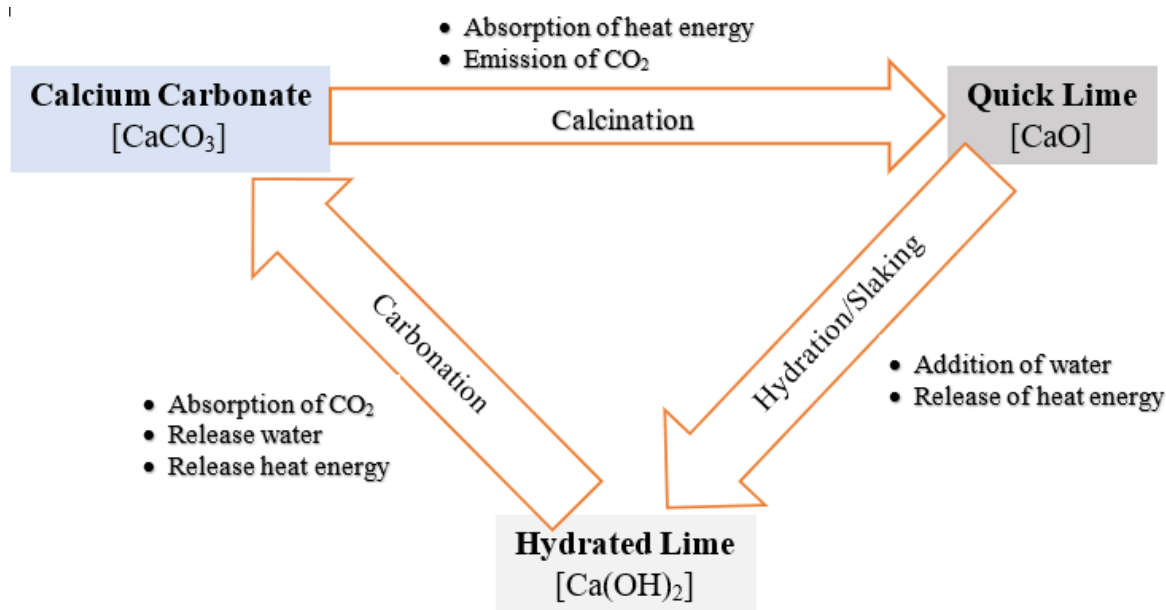 • Absorption of heat energy
• Emission of CO₂
Calcium Carbonate
[CaCO₃]
Calcination
Quick Lime
[CaO]
Hydration/Slaking
• Addition of water
• Release of heat energy
Carbonation
• Absorption of CO₂
• Release water
• Release heat energy
Hydrated Lime
[Ca(OH)₂]